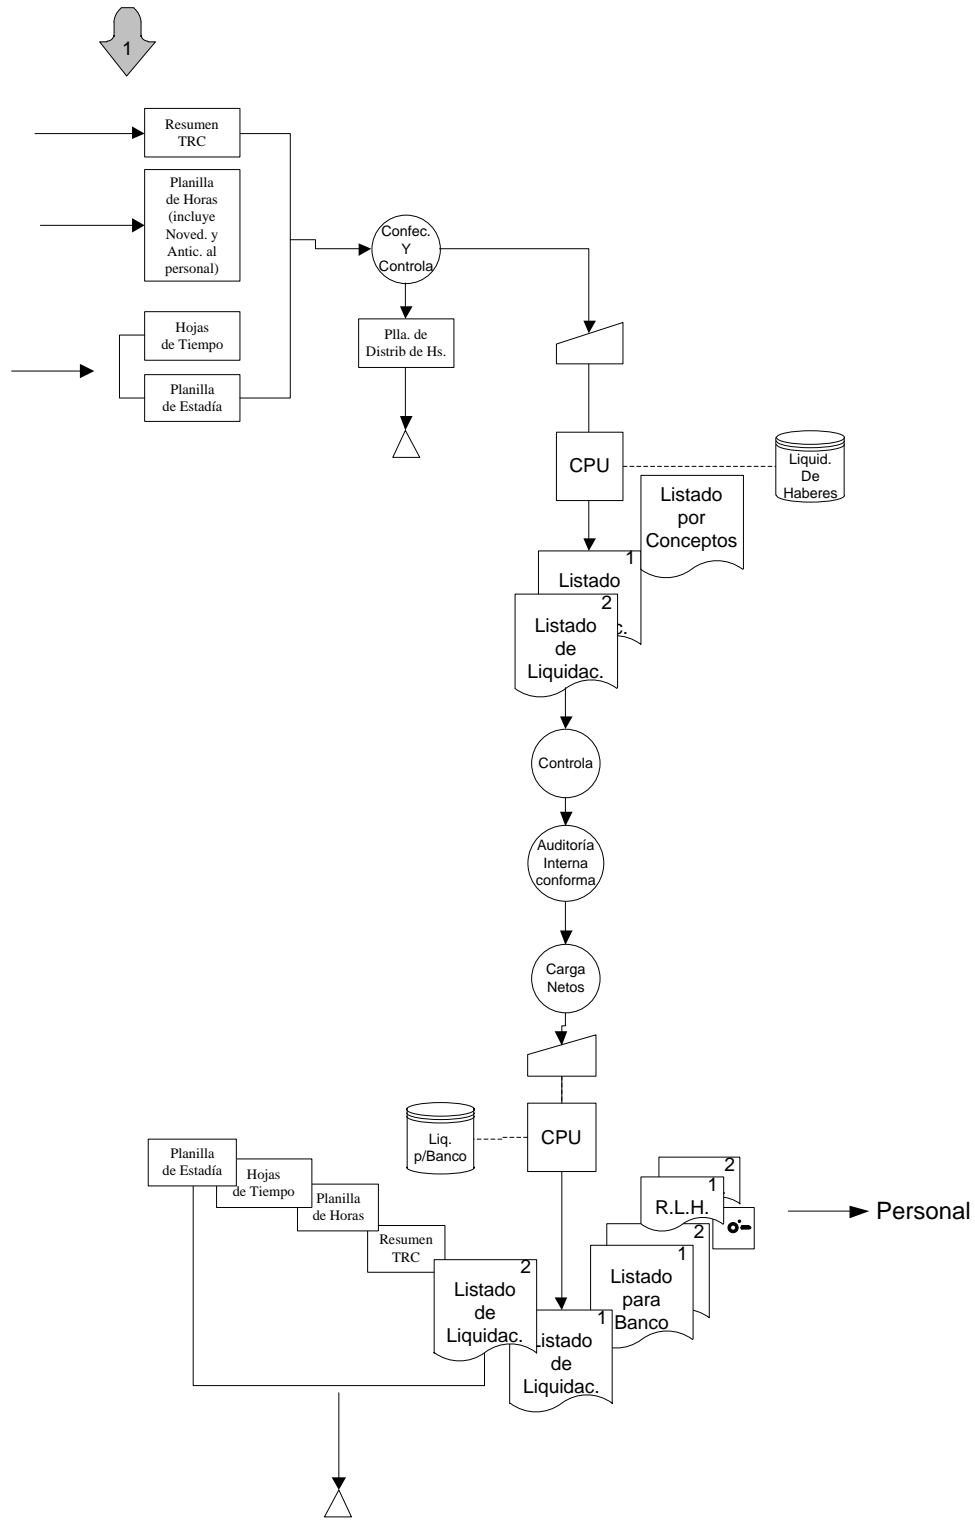 1
Resumen
TRC
Planilla
de Horas
(incluye
Noved. y
Antic. al
personal)
Hojas
de Tiempo
Planilla
de Estadía
Confec.
Y
Controla
Plla. de
Distrib de Hs.
CPU
Liquid.
De
Haberes
Listado
por
Conceptos
1
Listado
c.
2
Listado
de
Liquidac.
Controla
Auditoría
Interna
conforma
Carga
Netos
CPU
Liq.
p/Banco
Planilla
de Estadía
Hojas
de Tiempo
Planilla
de Horas
Resumen
TRC
2
Listado
de
Liquidac.
1
Listado
de
Liquidac.
2
1
Listado
para
Banco
2
1
R.L.H.
Personal